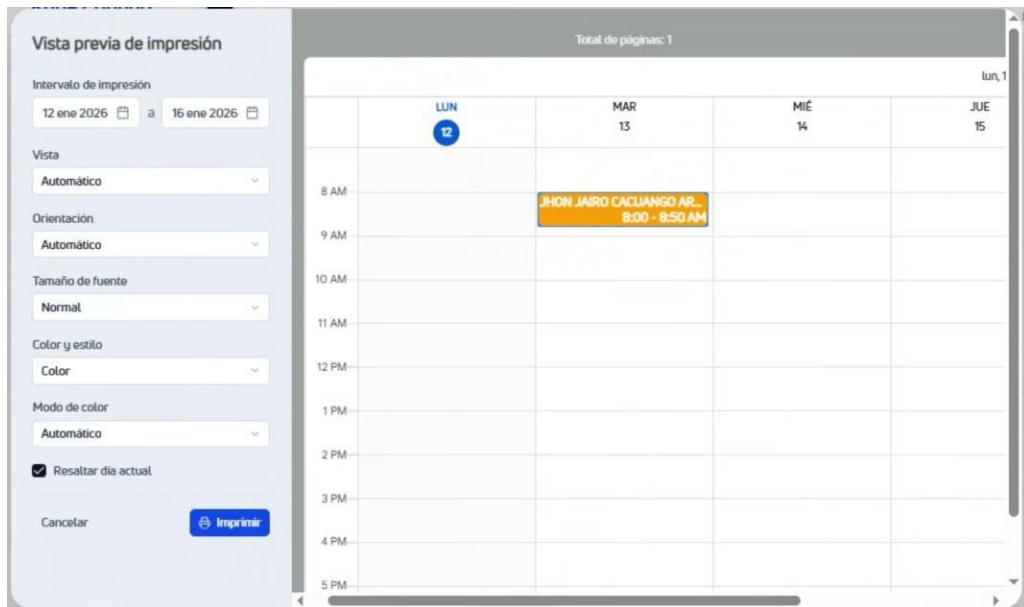 Vista previa de impresión
Intervalo de impresión
12 ene 2026 a 16 ene 2026
Vista
Automático
Orientación
Automático
Tamaño de fuente
Normal
Color y estilo
Color
Modo de color
Automático
Resaltar día actual
Cancelar
Imprimir
Total de páginas: 1
lun, 1
LUN MAR MIÉ JUE
12 13 14 15
8 AM
JHON JAIRO CACUANGO AR...
8:00 - 8:50 AM
9 AM
10 AM
11 AM
12 PM
1 PM
2 PM
3 PM
4 PM
5 PM